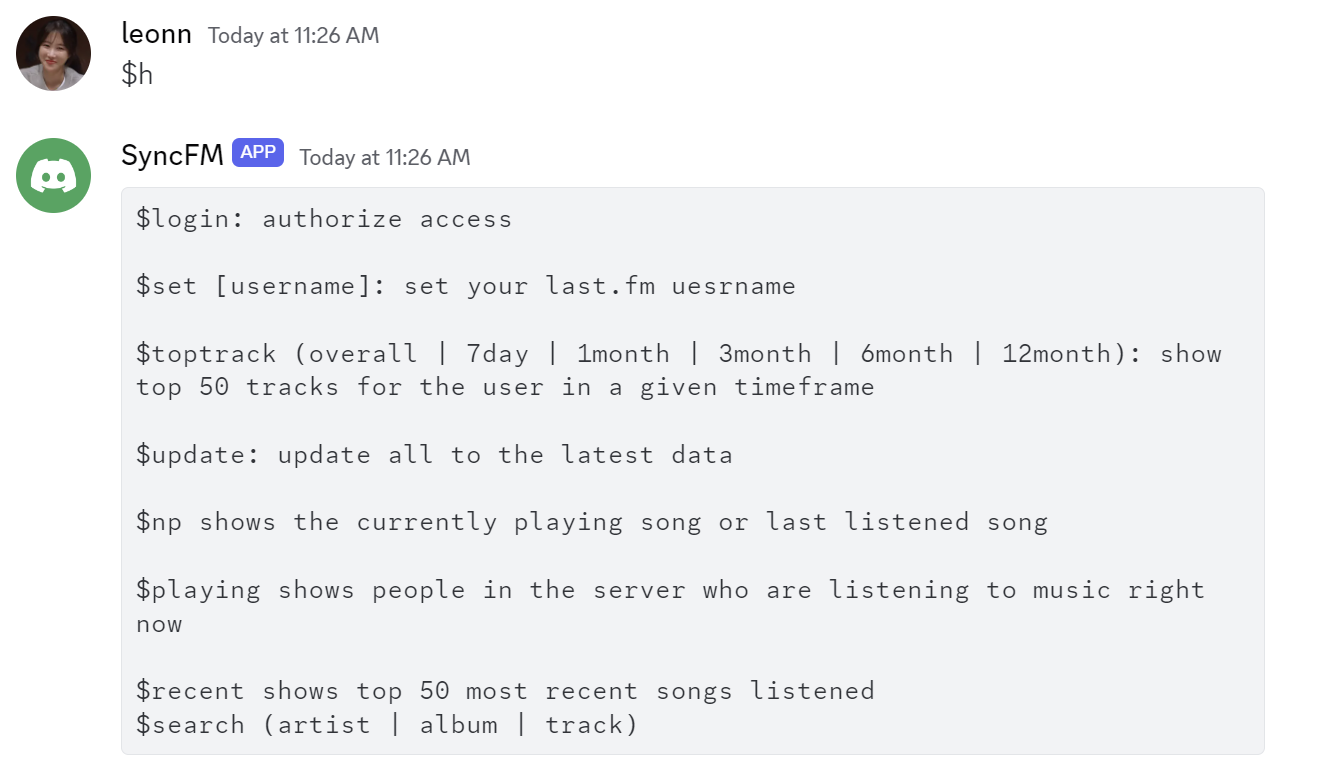 leonn Today at 11:26 AM
$h
SyncFM APP Today at 11:26 AM
$login: authorize access
$set [username]: set your last.fm uesrname
$toptrack (overall | 7day | 1month | 3month | 6month | 12month): show
top 50 tracks for the user in a given timeframe
$update: update all to the latest data
$np shows the currently playing song or last listened song
$playing shows people in the server who are listening to music right
now
$recent shows top 50 most recent songs listened
$search (artist | album | track)